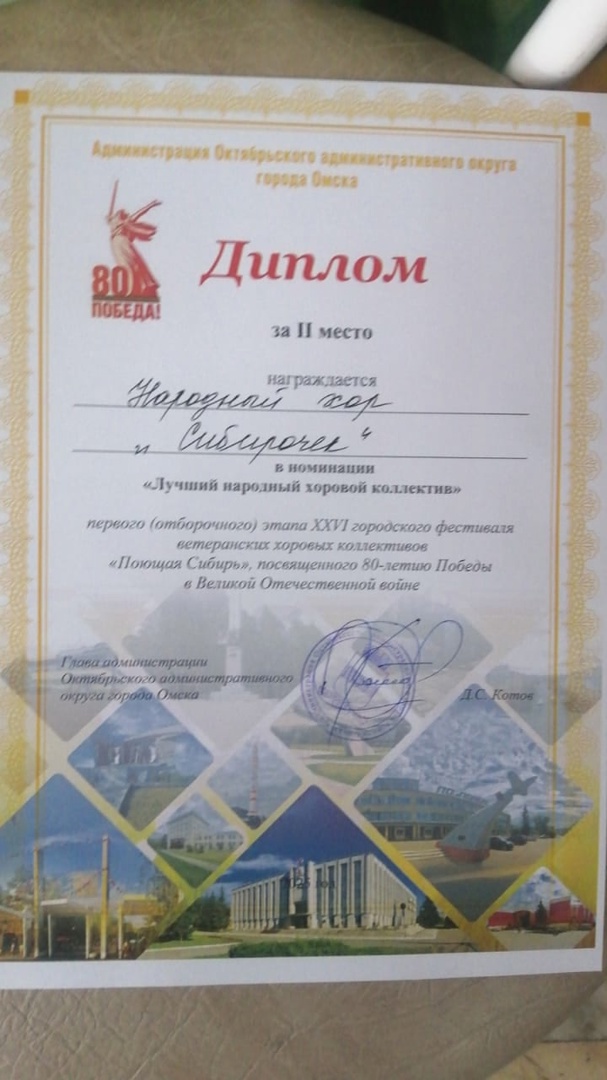 Администрация Октябрьского административного округа
города Омска
80
ПОБЕДА!
Диплом
за II место
награждается
Народный хор
„Сибирочек“
в номинации
«Лучший народный хоровой коллектив»
первого (отборочного) этапа XXVI городского фестиваля
ветеранских хоровых коллективов
«Поющая Сибирь», посвященного 80-летию Победы
в Великой Отечественной войне
Глава администрации
Октябрьского административного
округа города Омска
Д.С. Котов
2025 год